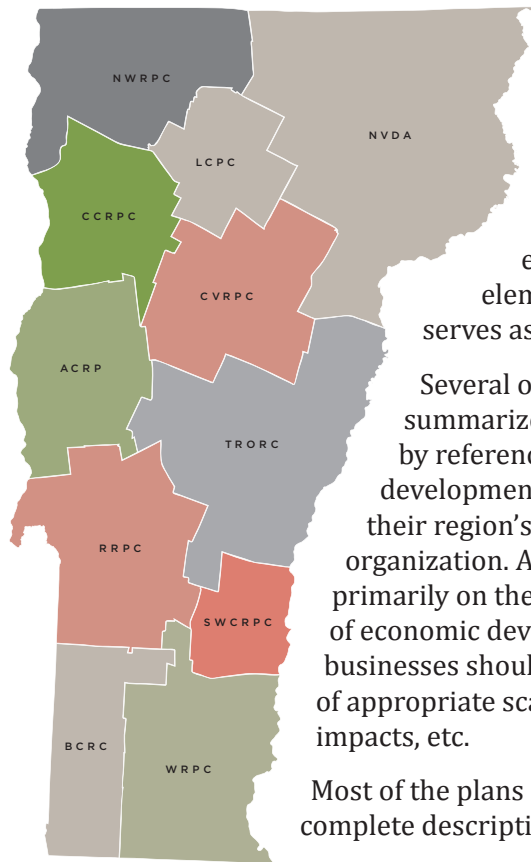 NWRPC
NVDA
LCPC
CCRPC
CVRPC
ACRP
TRORC
RRPC
SWCRPC
BCRC
WRPC
serves as
Several o
summarize
by referenc
development
their region's
organization. A
primarily on the
of economic dev
businesses shoul
of appropriate sca
impacts, etc.
Most of the plans
complete descripti